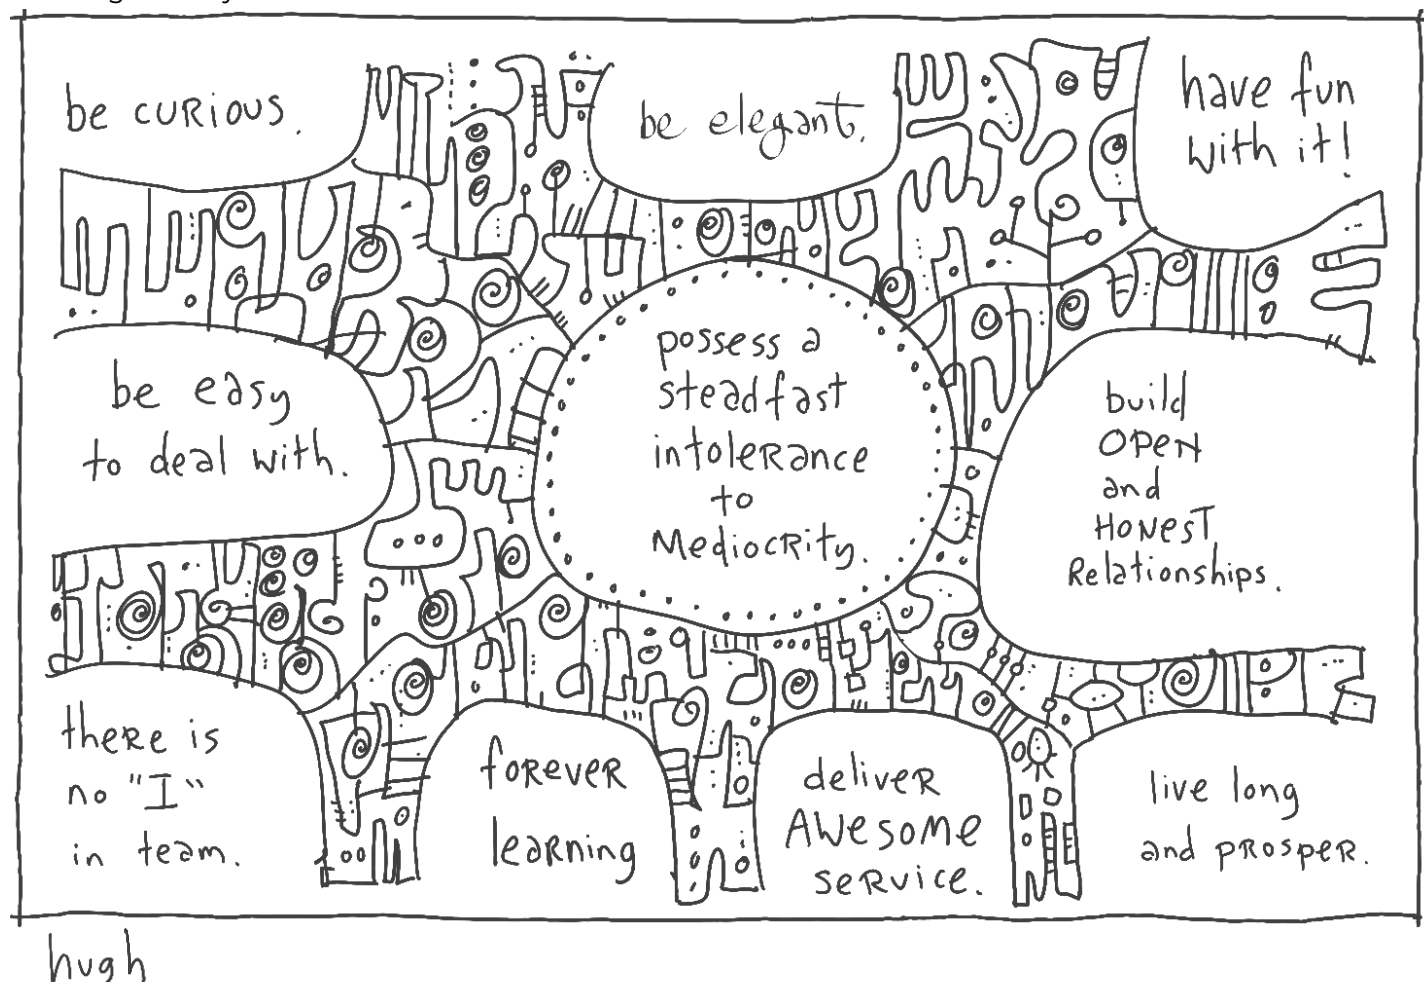 be curious.
be elegant.
have fun
with it!
be easy
to deal with.
possess a
steadfast
intolerance
to
Mediocrity.
build
OPEN
and
HONEST
Relationships.
there is
no "I"
in team.
forever
learning
deliver
AWESOME
service.
live long
and prosper.
hugh